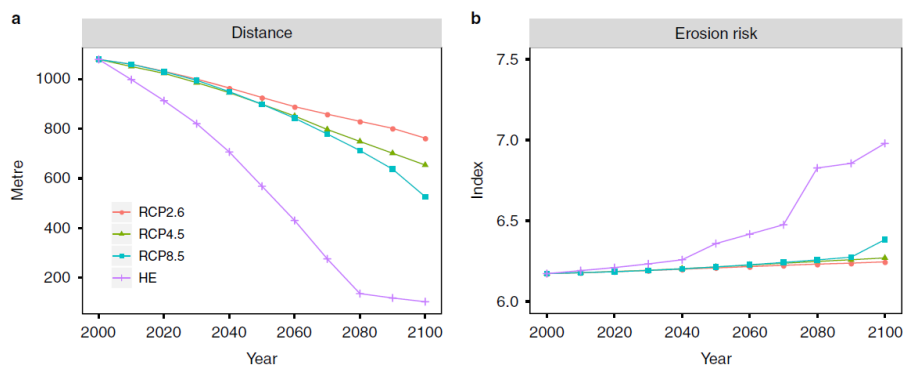 a
Distance
Metre
1000
800
600
400
200
RCP2.6
RCP4.5
RCP8.5
HE
2000 2020 2040 2060 2080 2100
Year
b
Erosion risk
Index
7.5
7.0
6.5
6.0
2000 2020 2040 2060 2080 2100
Year